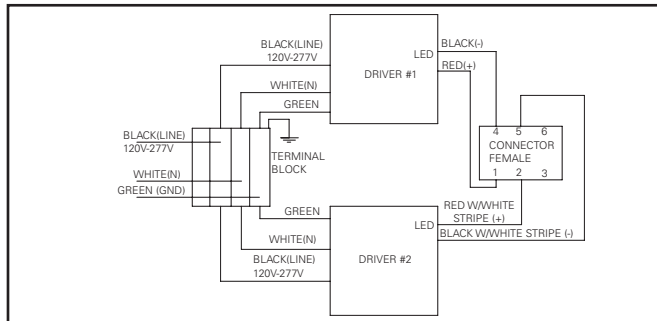 BLACK(LINE)
120V-277V
WHITE(N)
GREEN
LED
DRIVER #1
BLACK(-)
RED(+)
BLACK(LINE)
120V-277V
WHITE(N)
GREEN (GND)
TERMINAL
BLOCK
4 5 6
CONNECTOR
FEMALE
1 2 3
GREEN
WHITE(N)
BLACK(LINE)
120V-277V
LED
DRIVER #2
RED W/WHITE
STRIPE (+)
BLACK W/WHITE STRIPE (-)